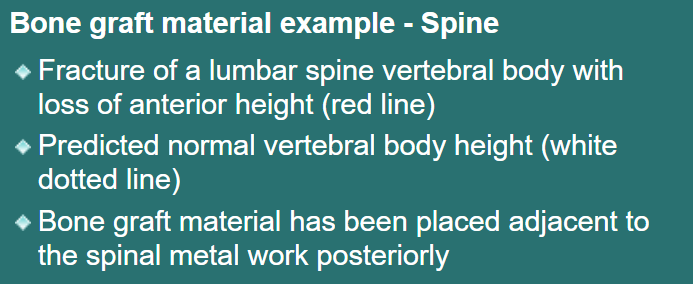 Bone graft material example - Spine
Fracture of a lumbar spine vertebral body with
loss of anterior height (red line)
Predicted normal vertebral body height (white
dotted line)
Bone graft material has been placed adjacent to
the spinal metal work posteriorly